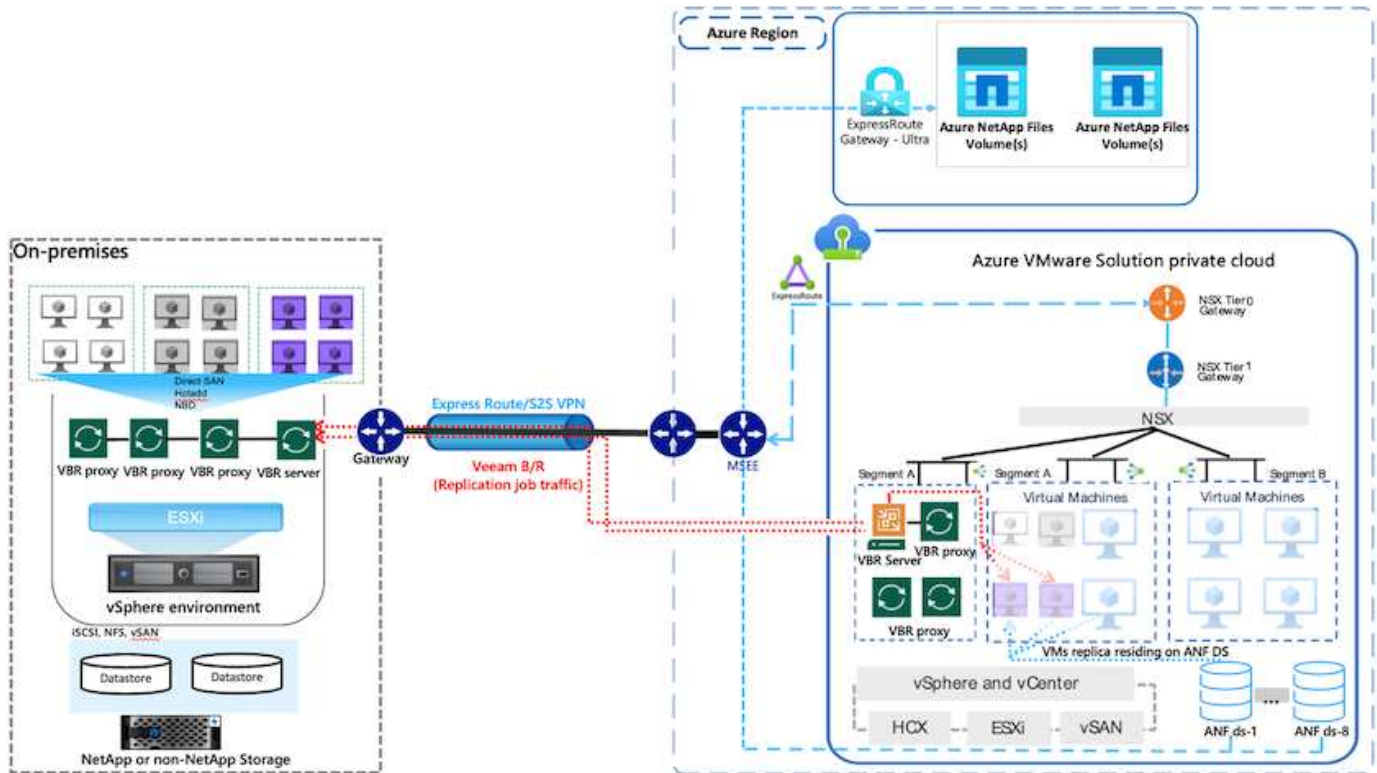 Azure Region
ExpressRoute
Gateway - Ultra
Azure NetApp Files
Volume(s)
Azure NetApp Files
Volume(s)
On-premises
Direct SAN
Hotadd
NBD
VBR proxy
VBR proxy
VBR proxy
VBR server
ESXi
vSphere environment
iSCSI, NFS, vSAN
Datastore
Datastore
NetApp or non-NetApp Storage
Gateway
Express Route/S2S VPN
Veeam B/R
(Replication job traffic)
MSEE
ExpressRoute
Azure VMware Solution private cloud
NSX Tier0
Gateway
NSX Tier1
Gateway
NSX
Segment A
Segment A
Segment B
Virtual Machines
Virtual Machines
VBR Server
VBR proxy
VBR proxy
VMs replica residing on ANF DS
vSphere and vCenter
HCX
ESXi
vSAN
...
ANF ds-1
ANF ds-8